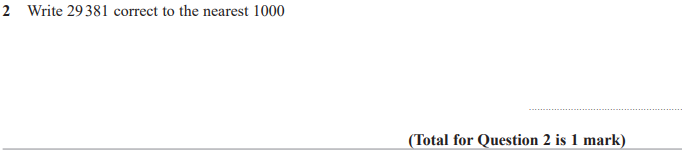 2 Write 29 381 correct to the nearest 1000
(Total for Question 2 is 1 mark)